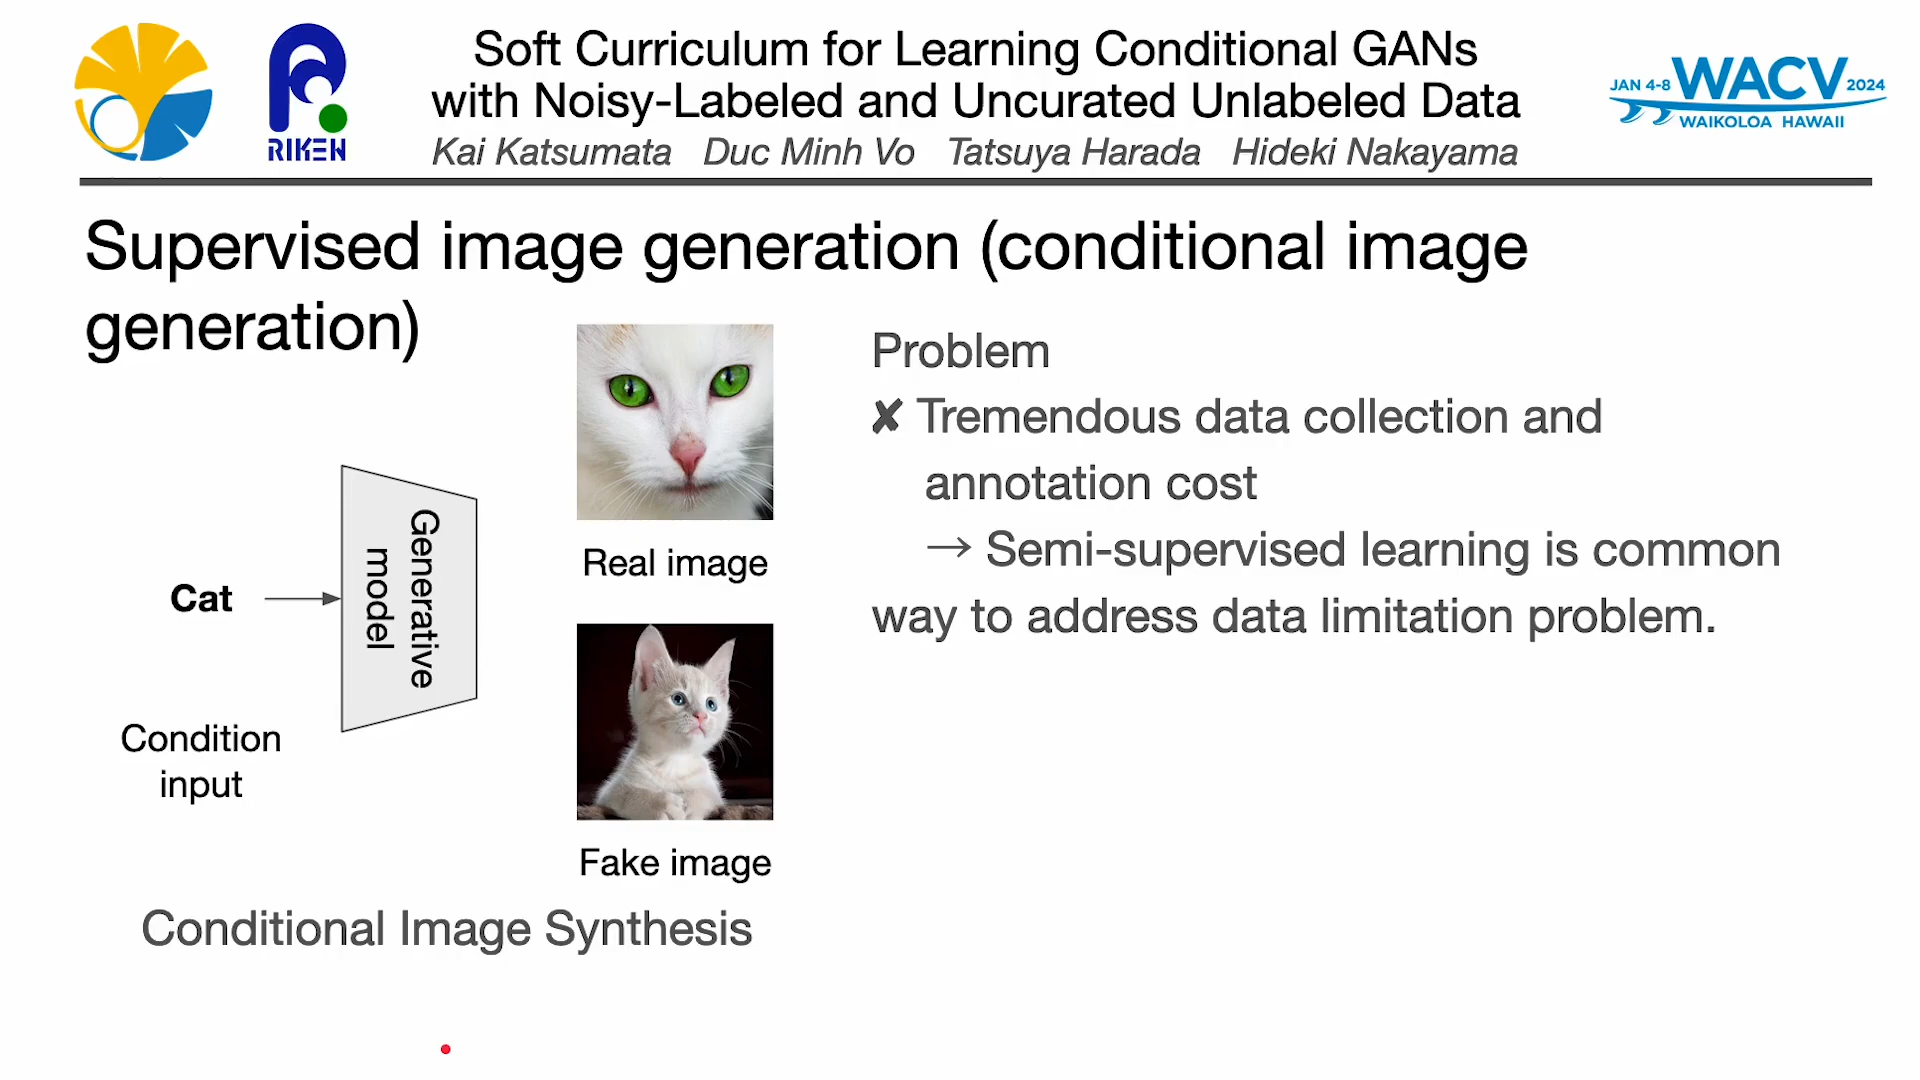 RIKEN
Soft Curriculum for Learning Conditional GANs
with Noisy-Labeled and Uncurated Unlabeled Data
Kai Katsumata Duc Minh Vo Tatsuya Harada Hideki Nakayama
JAN 4-8 WACV 2024
WAIKOLOA HAWAII
Supervised image generation (conditional image
generation)
Cat
Condition
input
Generative
model
Real image
Fake image
Conditional Image Synthesis
Problem
✘ Tremendous data collection and
annotation cost
→ Semi-supervised learning is common
way to address data limitation problem.